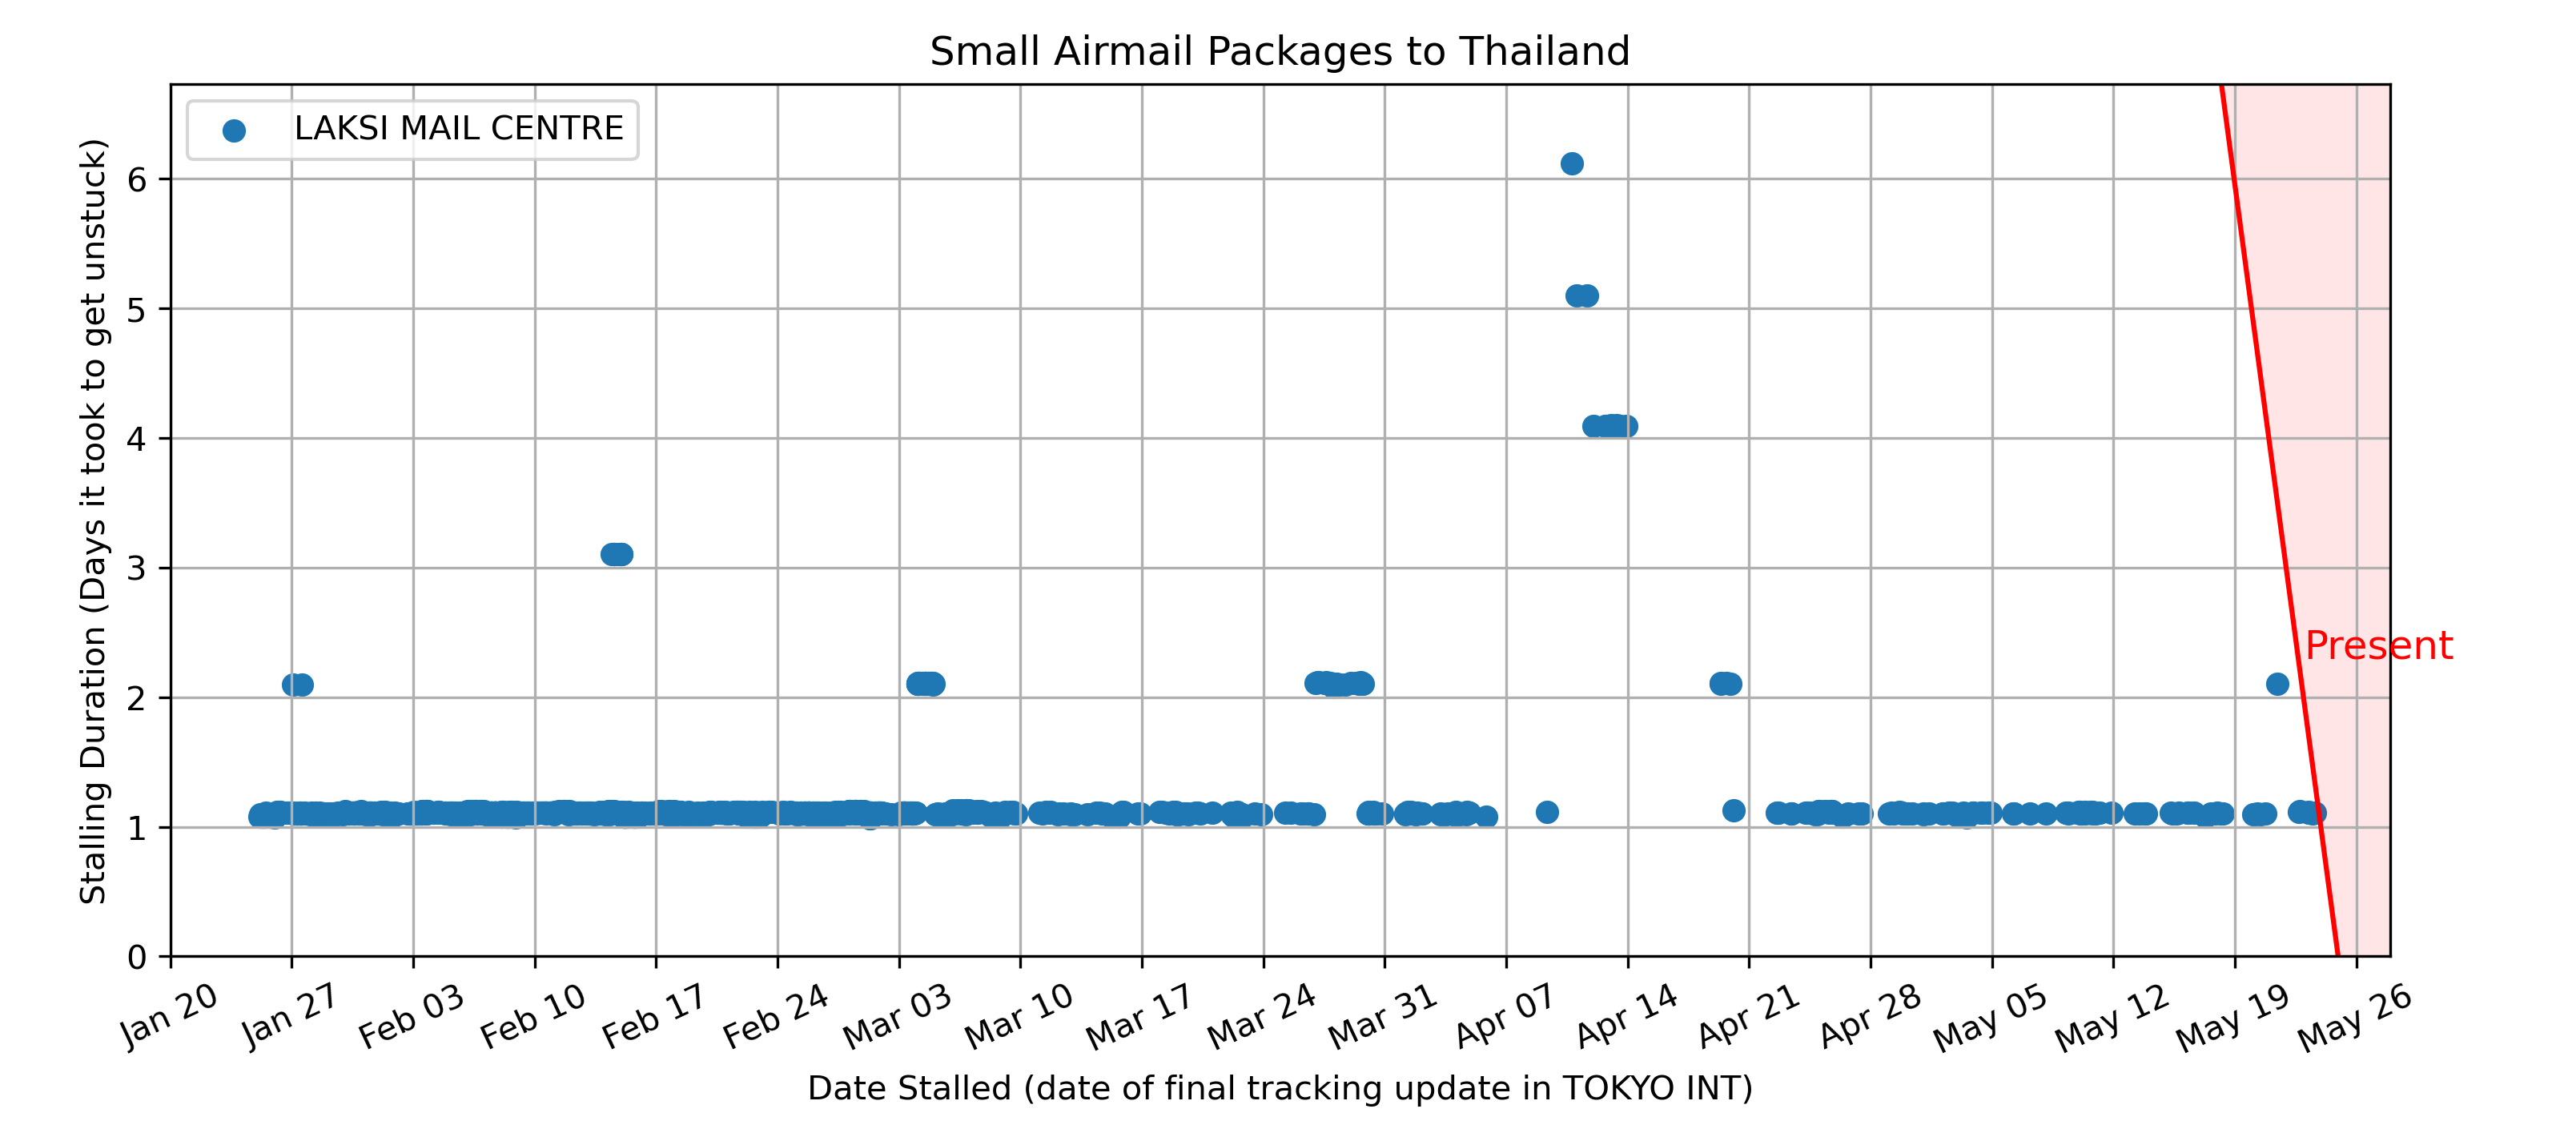 Small Airmail Packages to Thailand
LAKSI MAIL CENTRE
Stalling Duration (Days it took to get unstuck)
6
5
4
3
2
1
0
Present
Jan 20
Jan 27
Feb 03
Feb 10
Feb 17
Feb 24
Mar 03
Mar 10
Mar 17
Mar 24
Mar 31
Apr 07
Apr 14
Apr 21
Apr 28
May 05
May 12
May 19
May 26
Date Stalled (date of final tracking update in TOKYO INT)